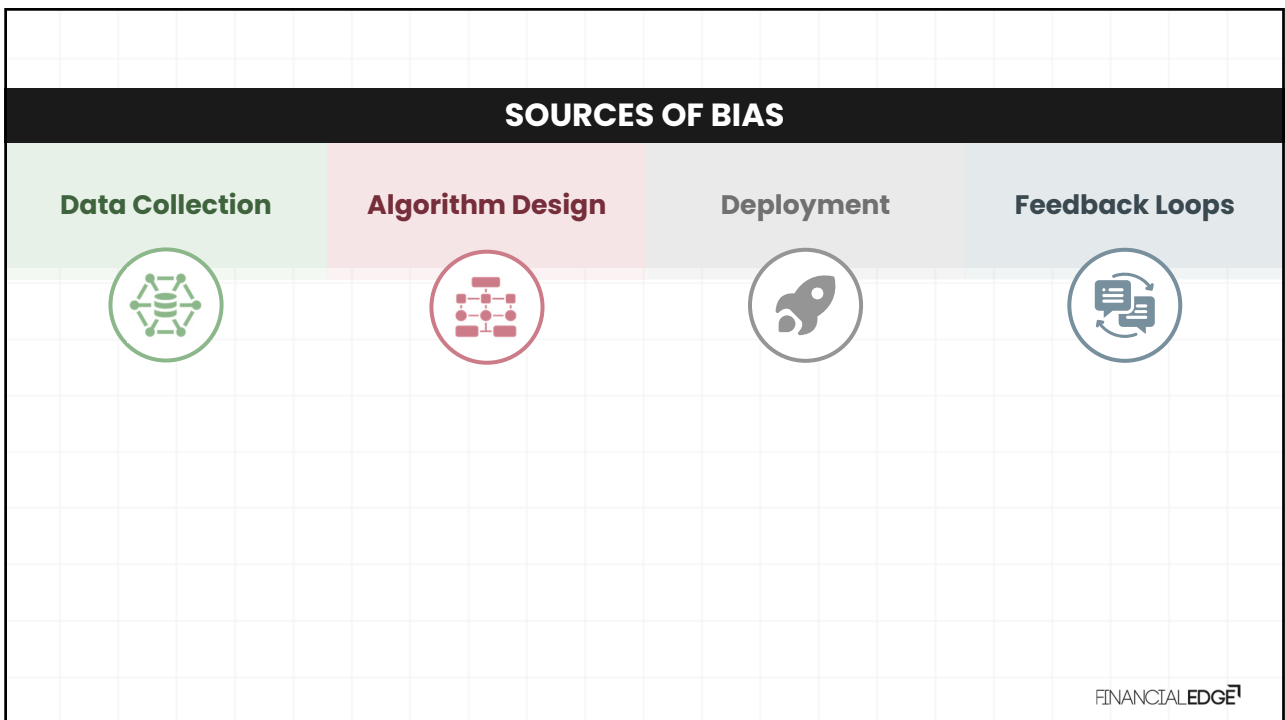 SOURCES OF BIAS
Data Collection
Algorithm Design
Deployment
Feedback Loops
FINANCIALEDGE